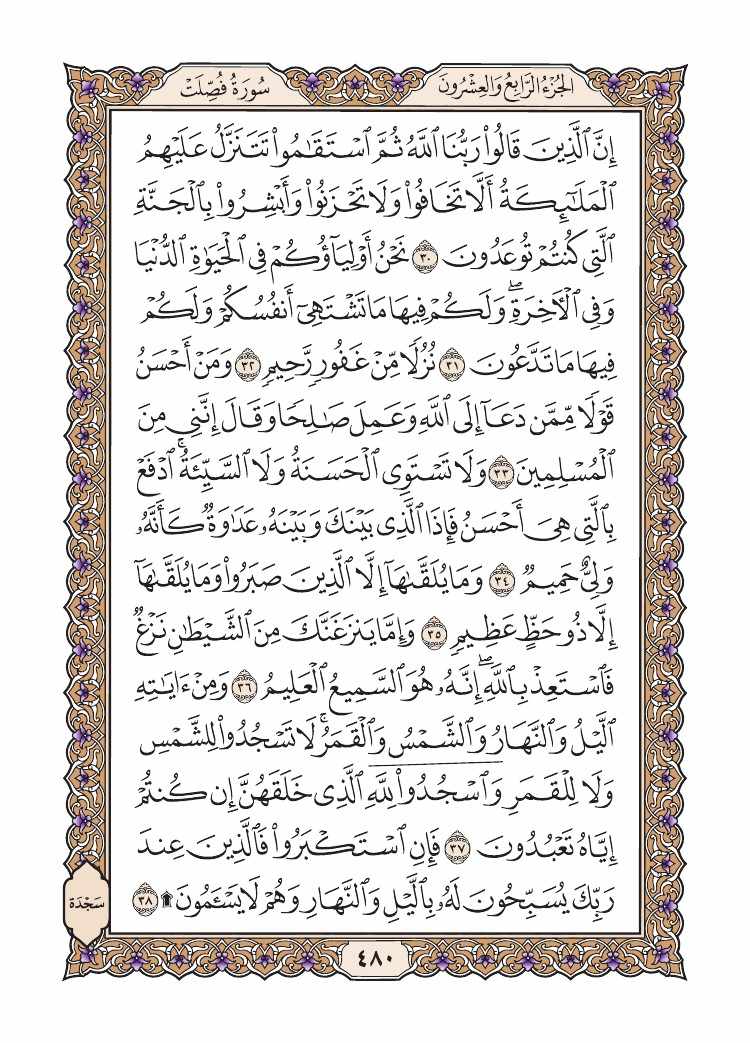 سُورَةُ فُصِّلَتْ
الجُزْءُ الرَّابِعُ وَالعِشْرُونَ
إِنَّ ٱلَّذِينَ قَالُوا۟ رَبُّنَا ٱللَّهُ ثُمَّ ٱسْتَقَـٰمُوا۟ تَتَنَزَّلُ عَلَيْهِمُ
ٱلْمَلَـٰٓئِكَةُ أَلَّا تَخَافُوا۟ وَلَا تَحْزَنُوا۟ وَأَبْشِرُوا۟ بِٱلْجَنَّةِ
ٱلَّتِى كُنتُمْ تُوعَدُونَ ٣٠ نَحْنُ أَوْلِيَآؤُكُمْ فِى ٱلْحَيَوٰةِ ٱلدُّنْيَا
وَفِى ٱلْـَٔاخِرَةِ ۖ وَلَكُمْ فِيهَا مَا تَشْتَهِىٓ أَنفُسُكُمْ وَلَكُمْ
فِيهَا مَا تَدَّعُونَ ٣١ نُزُلًا مِّنْ غَفُورٍ رَّحِيمٍ ٣٢ وَمَنْ أَحْسَنُ
قَوْلًا مِّمَّن دَعَآ إِلَى ٱللَّهِ وَعَمِلَ صَـٰلِحًا وَقَالَ إِنَّنِى مِنَ
ٱلْمُسْلِمِينَ ٣٣ وَلَا تَسْتَوِى ٱلْحَسَنَةُ وَلَا ٱلسَّيِّئَةُ ۚ ٱدْفَعْ
بِٱلَّتِى هِىَ أَحْسَنُ فَإِذَا ٱلَّذِى بَيْنَكَ وَبَيْنَهُۥ عَدَٰوَةٌ كَأَنَّهُۥ
وَلِىٌّ حَمِيمٌ ٣٤ وَمَا يُلَقَّىٰهَآ إِلَّا ٱلَّذِينَ صَبَرُوا۟ وَمَا يُلَقَّىٰهَآ
إِلَّا ذُو حَظٍّ عَظِيمٍ ٣٥ وَإِمَّا يَنزَغَنَّكَ مِنَ ٱلشَّيْطَـٰنِ نَزْغٌ
فَٱسْتَعِذْ بِٱللَّهِ ۖ إِنَّهُۥ هُوَ ٱلسَّمِيعُ ٱلْعَلِيمُ ٣٦ وَمِنْ ءَايَـٰتِهِ
ٱلَّيْلُ وَٱلنَّهَارُ وَٱلشَّمْسُ وَٱلْقَمَرُ ۚ لَا تَسْجُدُوا۟ لِلشَّمْسِ
وَلَا لِلْقَمَرِ وَٱسْجُدُوا۟ لِلَّهِ ٱلَّذِى خَلَقَهُنَّ إِن كُنتُمْ
إِيَّاهُ تَعْبُدُونَ ٣٧ فَإِنِ ٱسْتَكْبَرُوا۟ فَٱلَّذِينَ عِندَ
رَبِّكَ يُسَبِّحُونَ لَهُۥ بِٱلَّيْلِ وَٱلنَّهَارِ وَهُمْ لَا يَسْـَٔمُونَ ۩ ٣٨
سَجْدَة
٤٨٠